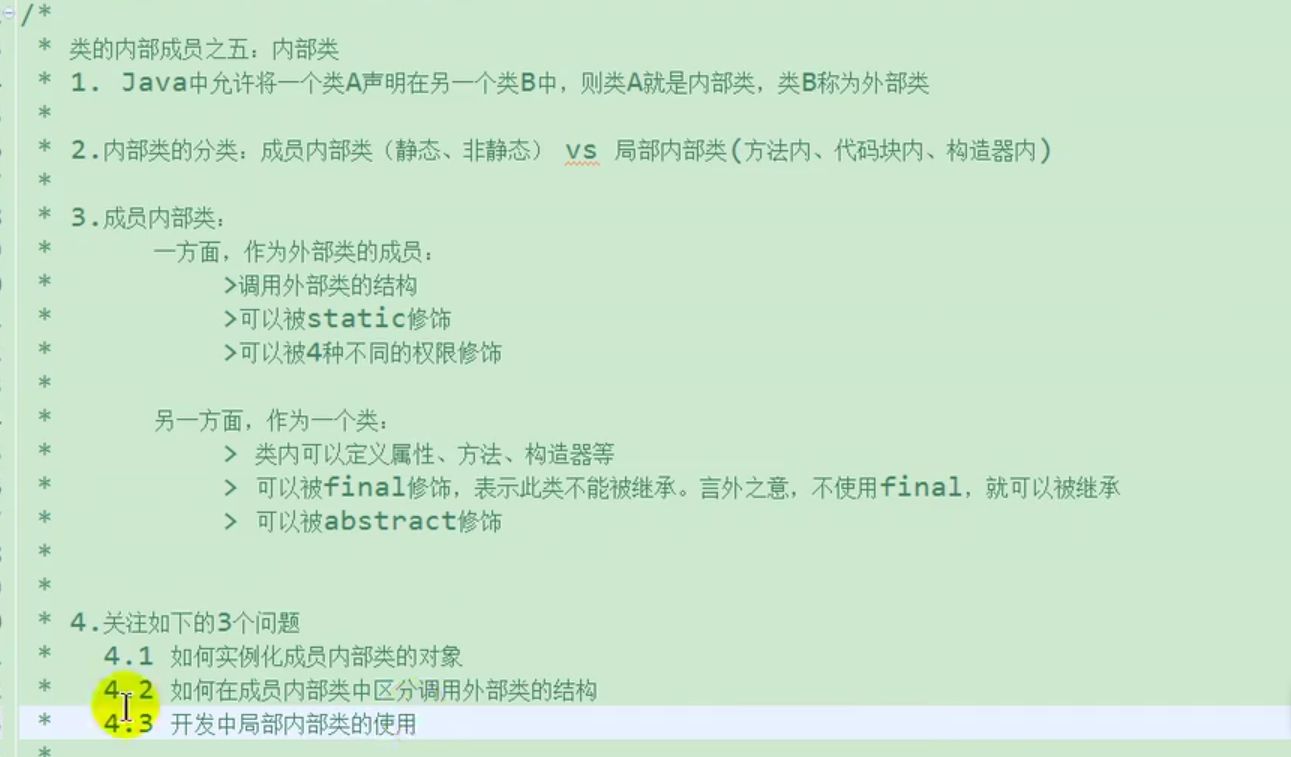 /*
* 类的内部成员之五：内部类
* 1. Java中允许将一个类A声明在另一个类B中，则类A就是内部类，类B称为外部类
*
* 2.内部类的分类：成员内部类（静态、非静态） vs 局部内部类(方法内、代码块内、构造器内)
*
* 3.成员内部类：
* 一方面，作为外部类的成员：
* >调用外部类的结构
* >可以被static修饰
* >可以被4种不同的权限修饰
*
* 另一方面，作为一个类：
* > 类内可以定义属性、方法、构造器等
* > 可以被final修饰，表示此类不能被继承。言外之意，不使用final，就可以被继承
* > 可以被abstract修饰
*
*
* 4.关注如下的3个问题
* 4.1 如何实例化成员内部类的对象
* 4.2 如何在成员内部类中区分调用外部类的结构
* 4.3 开发中局部内部类的使用
*